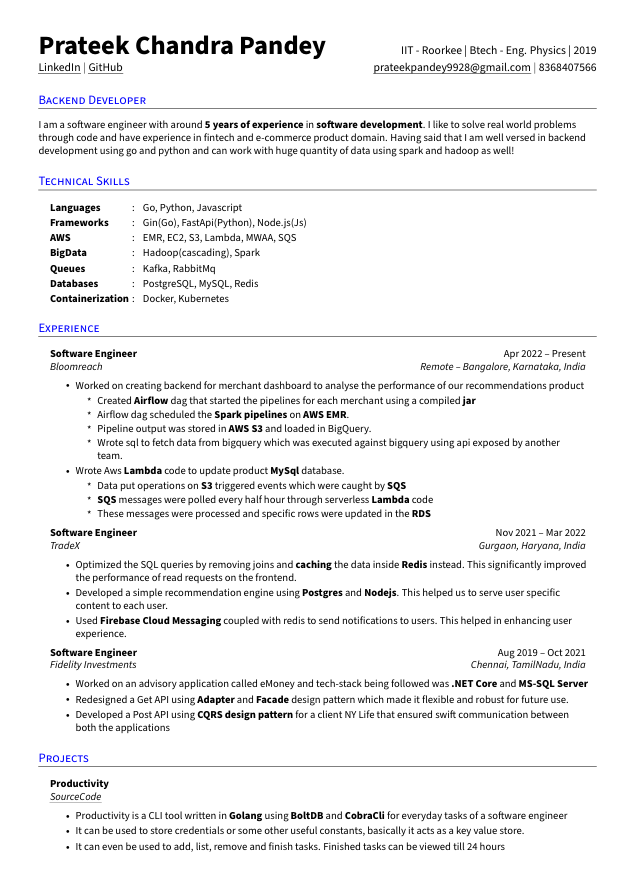 Prateek Chandra Pandey
IIT - Roorkee | Btech - Eng. Physics | 2019
LinkedIn | GitHub
prateekpandey9928@gmail.com | 8368407566
Backend Developer
I am a software engineer with around 5 years of experience in software development. I like to solve real world problems
through code and have experience in fintech and e-commerce product domain. Having said that I am well versed in backend
development using go and python and can work with huge quantity of data using spark and hadoop as well!
Technical Skills
Languages : Go, Python, Javascript
Frameworks : Gin(Go), FastApi(Python), Node.js(Js)
AWS : EMR, EC2, S3, Lambda, MWAA, SQS
BigData : Hadoop(cascading), Spark
Queues : Kafka, RabbitMq
Databases : PostgreSQL, MySQL, Redis
Containerization : Docker, Kubernetes
Experience
Software Engineer Apr 2022 – Present
Bloomreach Remote – Bangalore, Karnataka, India
• Worked on creating backend for merchant dashboard to analyse the performance of our recommendations product
* Created Airflow dag that started the pipelines for each merchant using a compiled jar
* Airflow dag scheduled the Spark pipelines on AWS EMR.
* Pipeline output was stored in AWS S3 and loaded in BigQuery.
* Wrote sql to fetch data from bigquery which was executed against bigquery using api exposed by another
team.
• Wrote Aws Lambda code to update product MySql database.
* Data put operations on S3 triggered events which were caught by SQS
* SQS messages were polled every half hour through serverless Lambda code
* These messages were processed and specific rows were updated in the RDS
Software Engineer Nov 2021 – Mar 2022
TradeX Gurgaon, Haryana, India
• Optimized the SQL queries by removing joins and caching the data inside Redis instead. This significantly improved
the performance of read requests on the frontend.
• Developed a simple recommendation engine using Postgres and Nodejs. This helped us to serve user specific
content to each user.
• Used Firebase Cloud Messaging coupled with redis to send notifications to users. This helped in enhancing user
experience.
Software Engineer Aug 2019 – Oct 2021
Fidelity Investments Chennai, TamilNadu, India
• Worked on an advisory application called eMoney and tech-stack being followed was .NET Core and MS-SQL Server
• Redesigned a Get API using Adapter and Facade design pattern which made it flexible and robust for future use.
• Developed a Post API using CQRS design pattern for a client NY Life that ensured swift communication between
both the applications
Projects
Productivity
SourceCode
• Productivity is a CLI tool written in Golang using BoltDB and CobraCli for everyday tasks of a software engineer
• It can be used to store credentials or some other useful constants, basically it acts as a key value store.
• It can even be used to add, list, remove and finish tasks. Finished tasks can be viewed till 24 hours